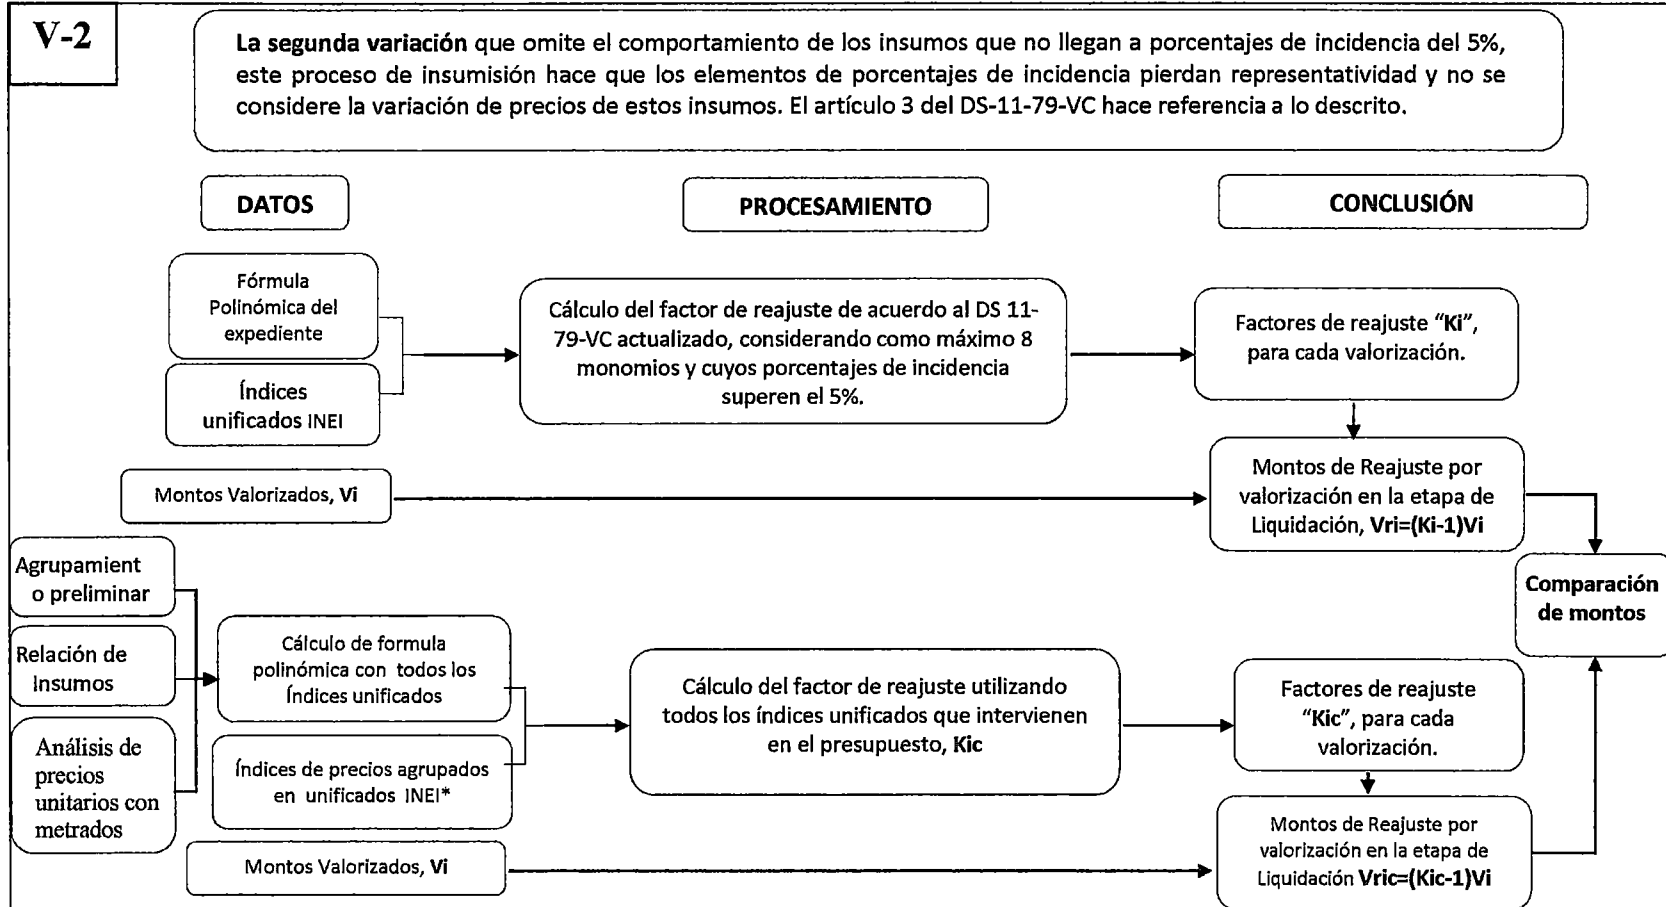 V-2
La segunda variación que omite el comportamiento de los insumos que no llegan a porcentajes de incidencia del 5%,
este proceso de insumisión hace que los elementos de porcentajes de incidencia pierdan representatividad y no se
considere la variación de precios de estos insumos. El artículo 3 del DS-11-79-VC hace referencia a lo descrito.
DATOS
PROCESAMIENTO
CONCLUSIÓN
Fórmula
Polinómica del
expediente
Índices
unificados INEI
Cálculo del factor de reajuste de acuerdo al DS 11-
79-VC actualizado, considerando como máximo 8
monomios y cuyos porcentajes de incidencia
superen el 5%.
Factores de reajuste “Ki”,
para cada valorización.
Montos Valorizados, Vi
Montos de Reajuste por
valorización en la etapa de
Liquidación, Vri=(Ki-1)Vi
Comparación
de montos
Agrupamient
o preliminar
Relación de
Insumos
Análisis de
precios
unitarios con
metrados
Cálculo de formula
polinómica con todos los
Índices unificados
Índices de precios agrupados
en unificados INEI*
Cálculo del factor de reajuste utilizando
todos los índices unificados que intervienen
en el presupuesto, Kic
Factores de reajuste
“Kic”, para cada
valorización.
Montos Valorizados, Vi
Montos de Reajuste por
valorización en la etapa de
Liquidación Vric=(Kic-1)Vi